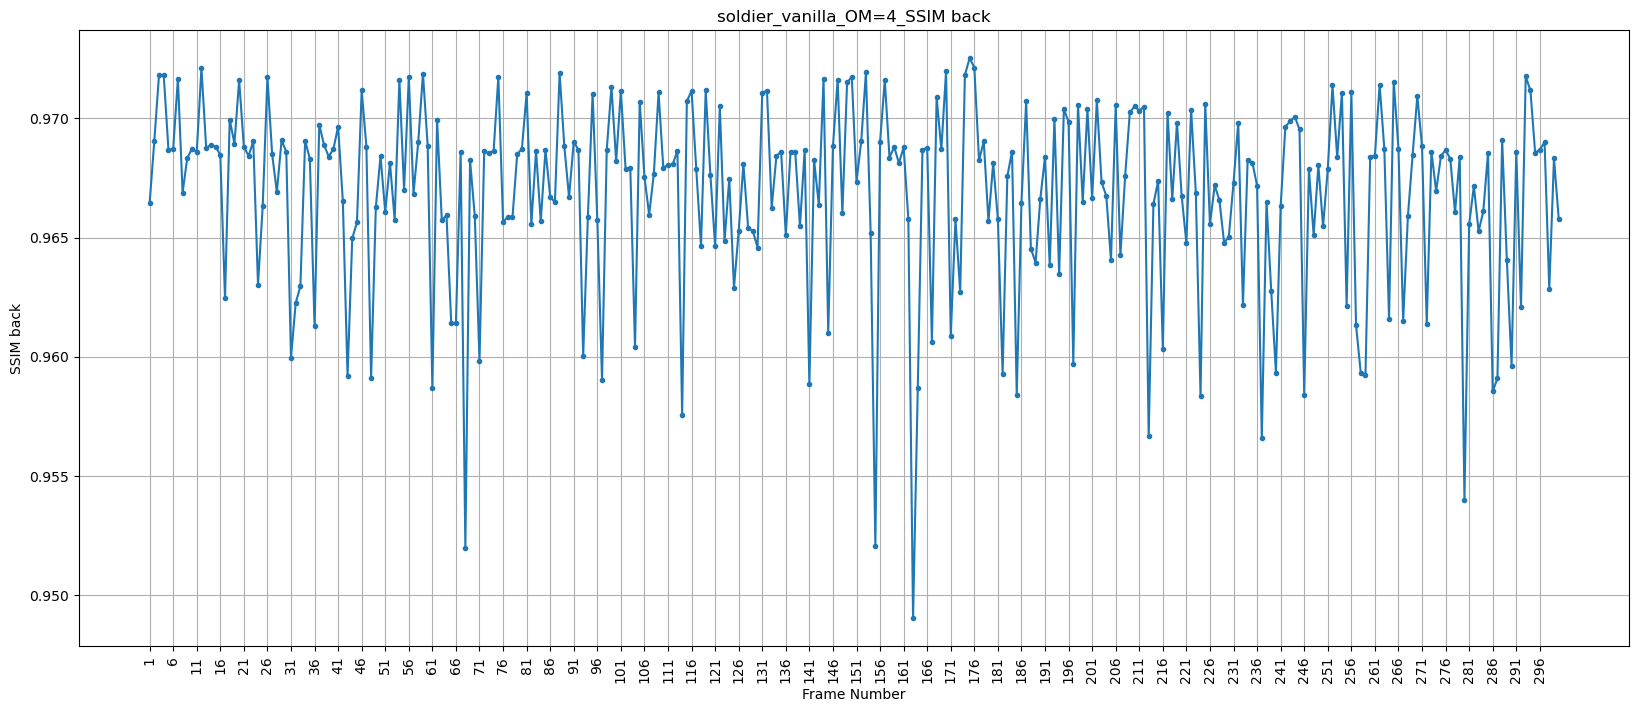 soldier_vanilla_OM=4_SSIM back
SSIM back
0.970
0.965
0.960
0.955
0.950
1 6 11 16 21 26 31 36 41 46 51 56 61 66 71 76 81 86 91 96 101 106 111 116 121 126 131 136 141 146 151 156 161 166 171 176 181 186 191 196 201 206 211 216 221 226 231 236 241 246 251 256 261 266 271 276 281 286 291 296
Frame Number